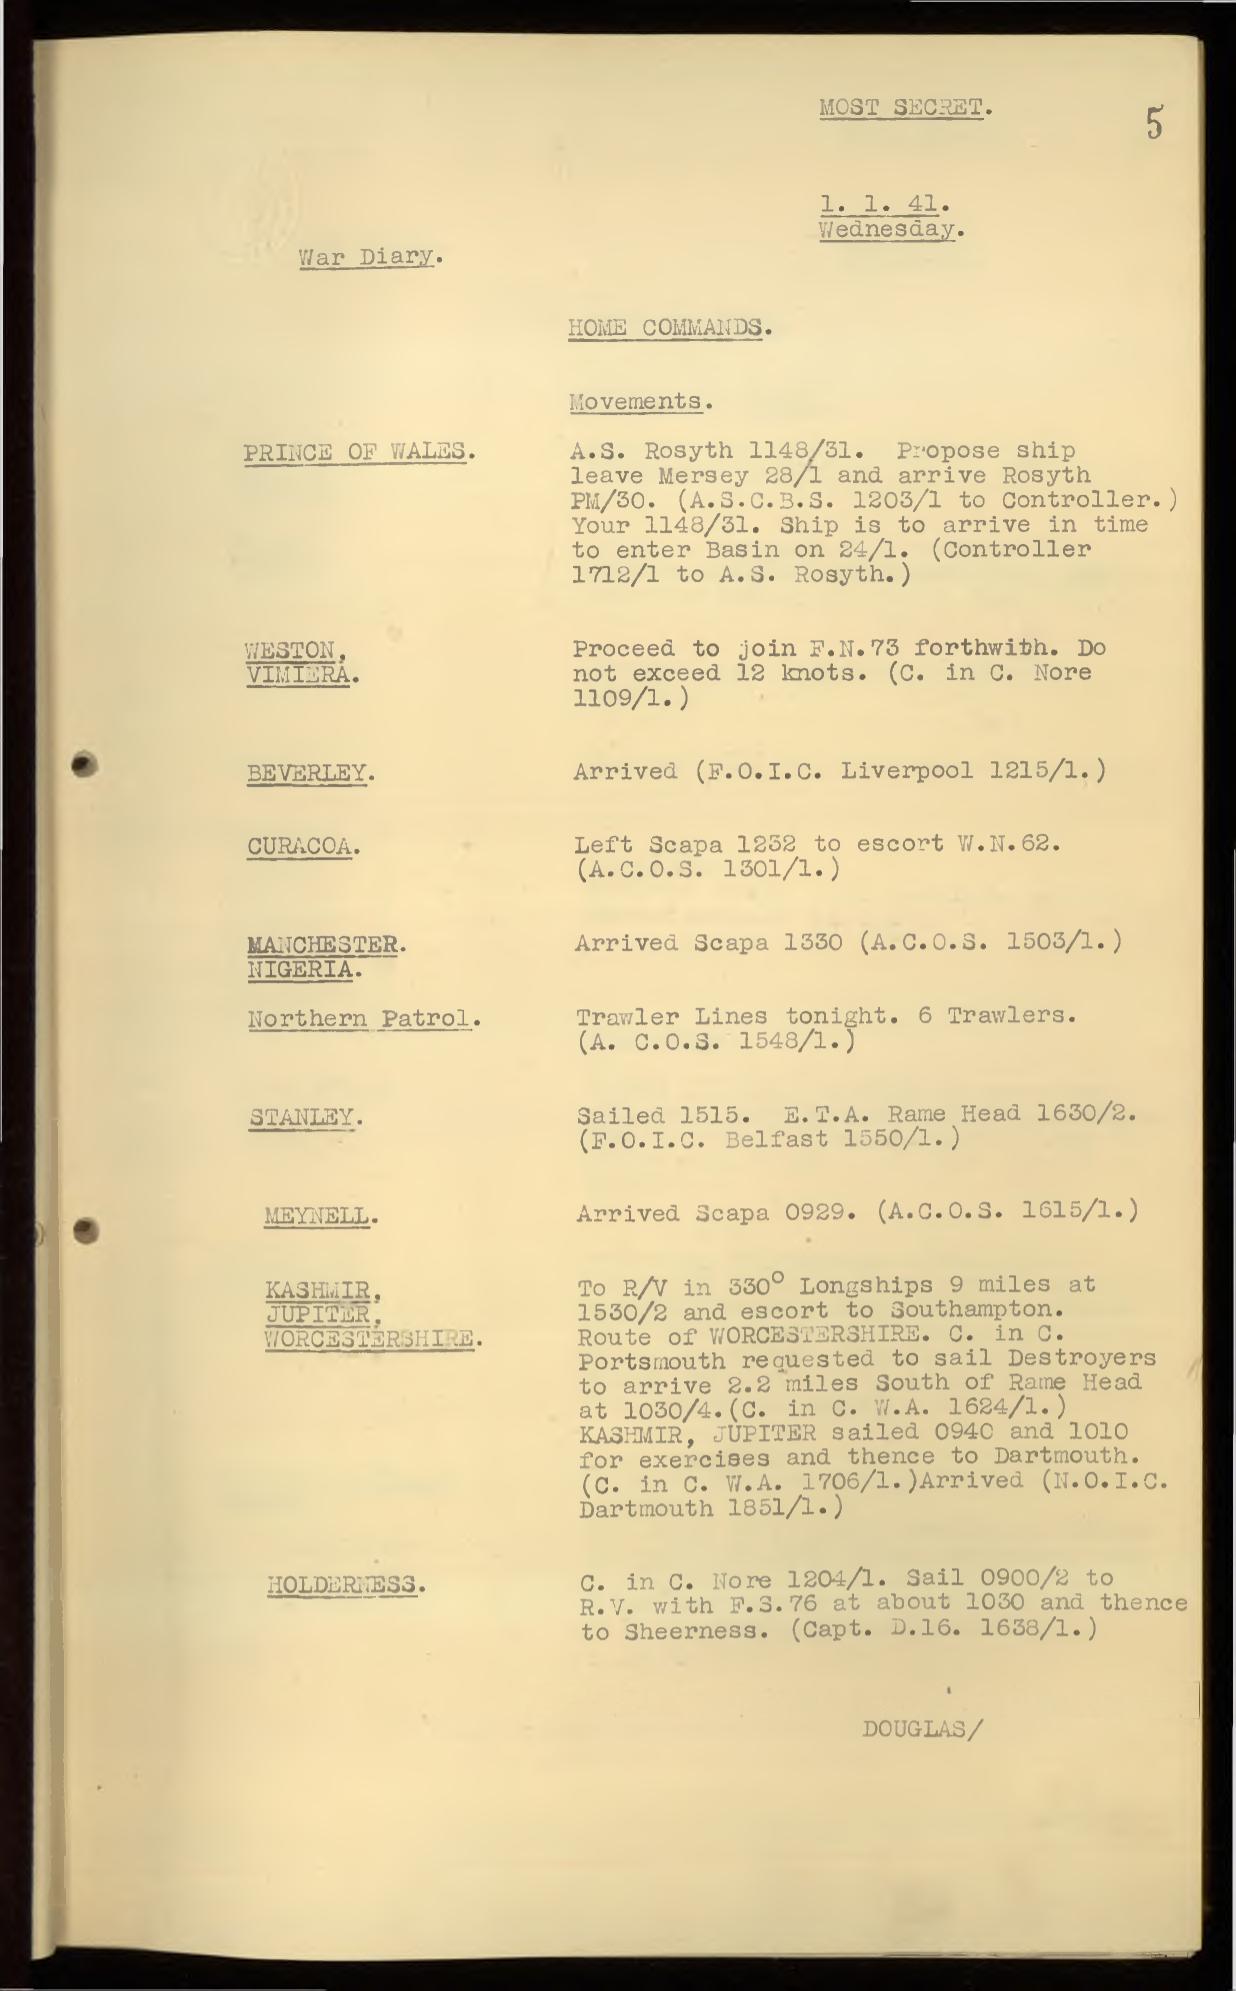 MOST SECRET.
5
1. 1. 41.
Wednesday.
War Diary.
HOME COMMANDS.
Movements.
PRINCE OF WALES.
A.S. Rosyth 1148/31. Propose ship
leave Mersey 28/1 and arrive Rosyth
PM/30. (A.S.C.B.S. 1203/1 to Controller.)
Your 1148/31. Ship is to arrive in time
to enter Basin on 24/1. (Controller
1712/1 to A.S. Rosyth.)
WESTON,
VIMIERA.
Proceed to join F.N.73 forthwith. Do
not exceed 12 knots. (C. in C. Nore
1109/1.)
BEVERLEY.
Arrived (F.O.I.C. Liverpool 1215/1.)
CURACOA.
Left Scapa 1232 to escort W.N.62.
(A.C.O.S. 1301/1.)
MANCHESTER.
NIGERIA.
Arrived Scapa 1330 (A.C.O.S. 1503/1.)
Northern Patrol.
Trawler Lines tonight. 6 Trawlers.
(A. C.O.S. 1548/1.)
STANLEY.
Sailed 1515. E.T.A. Rame Head 1630/2.
(F.O.I.C. Belfast 1550/1.)
MEYNELL.
Arrived Scapa 0929. (A.C.O.S. 1615/1.)
KASHMIR,
JUPITER,
WORCESTERSHIRE.
To R/V in 330° Longships 9 miles at
1530/2 and escort to Southampton.
Route of WORCESTERSHIRE. C. in C.
Portsmouth requested to sail Destroyers
to arrive 2.2 miles South of Rame Head
at 1030/4.(C. in C. W.A. 1624/1.)
KASHMIR, JUPITER sailed 0940 and 1010
for exercises and thence to Dartmouth.
(C. in C. W.A. 1706/1.)Arrived (N.O.I.C.
Dartmouth 1851/1.)
HOLDERNESS.
C. in C. Nore 1204/1. Sail 0900/2 to
R.V. with F.S.76 at about 1030 and thence
to Sheerness. (Capt. D.16. 1638/1.)
DOUGLAS/